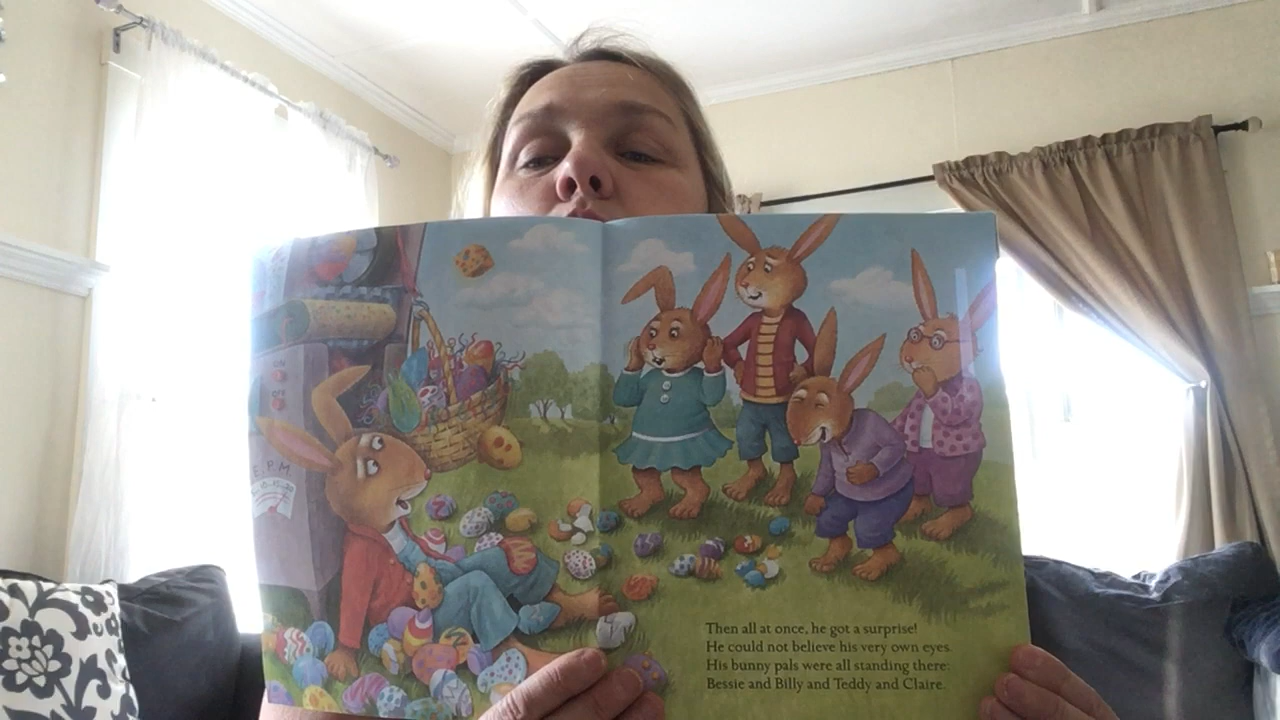 E.P.M.
Then all at once, he got a surprise!
He could not believe his very own eyes.
His bunny pals were all standing there:
Bessie and Billy and Teddy and Claire.